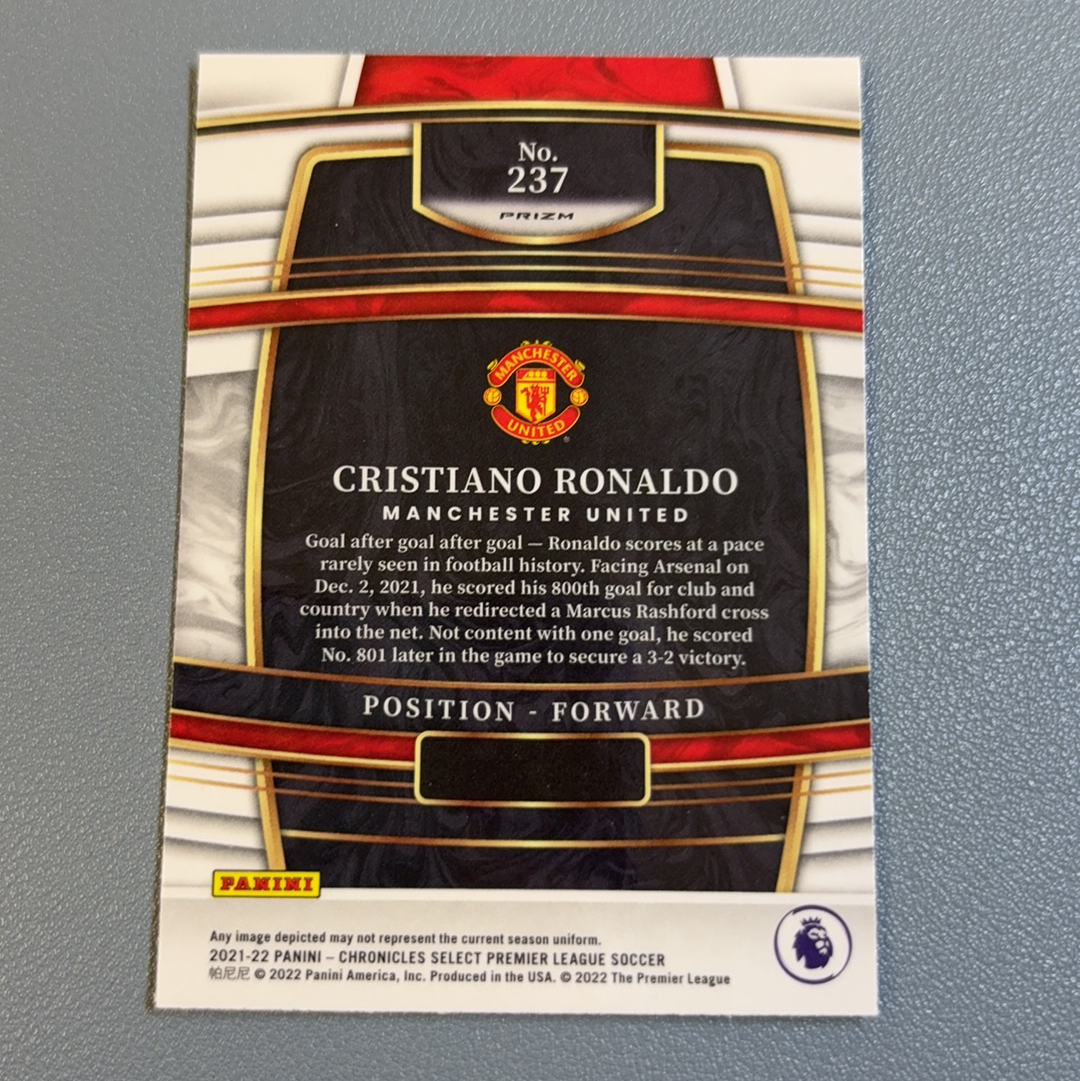 No.
237
PRIZM
MANCHESTER
UNITED
CRISTIANO RONALDO
MANCHESTER UNITED
Goal after goal after goal — Ronaldo scores at a pace
rarely seen in football history. Facing Arsenal on
Dec. 2, 2021, he scored his 800th goal for club and
country when he redirected a Marcus Rashford cross
into the net. Not content with one goal, he scored
No. 801 later in the game to secure a 3-2 victory.
POSITION - FORWARD
PANINI
Any image depicted may not represent the current season uniform.
2021-22 PANINI – CHRONICLES SELECT PREMIER LEAGUE SOCCER
帕尼尼 © 2022 Panini America, Inc. Produced in the USA. © 2022 The Premier League